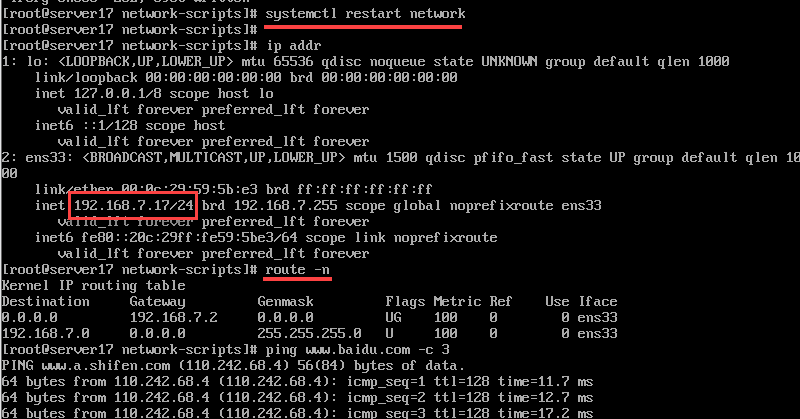 [root@server17 network-scripts]# systemctl restart network
[root@server17 network-scripts]# ip addr
1: lo: <LOOPBACK,UP,LOWER_UP> mtu 65536 qdisc noqueue state UNKNOWN group default qlen 1000
    link/loopback 00:00:00:00:00:00 brd 00:00:00:00:00:00
    inet 127.0.0.1/8 scope host lo
       valid_lft forever preferred_lft forever
    inet6 ::1/128 scope host
       valid_lft forever preferred_lft forever
2: ens33: <BROADCAST,MULTICAST,UP,LOWER_UP> mtu 1500 qdisc pfifo_fast state UP group default qlen 10
00
    link/ether 00:0c:29:59:5b:e3 brd ff:ff:ff:ff:ff:ff
    inet 192.168.7.17/24 brd 192.168.7.255 scope global noprefixroute ens33
       valid_lft forever preferred_lft forever
    inet6 fe80::20c:29ff:fe59:5be3/64 scope link noprefixroute
       valid_lft forever preferred_lft forever
[root@server17 network-scripts]# route -n
Kernel IP routing table
Destination     Gateway         Genmask         Flags Metric Ref    Use Iface
0.0.0.0         192.168.7.2     0.0.0.0         UG    100    0        0 ens33
192.168.7.0     0.0.0.0         255.255.255.0   U     100    0        0 ens33
[root@server17 network-scripts]# ping www.baidu.com -c 3
PING www.a.shifen.com (110.242.68.4) 56(84) bytes of data.
64 bytes from 110.242.68.4 (110.242.68.4): icmp_seq=1 ttl=128 time=11.7 ms
64 bytes from 110.242.68.4 (110.242.68.4): icmp_seq=2 ttl=128 time=12.7 ms
64 bytes from 110.242.68.4 (110.242.68.4): icmp_seq=3 ttl=128 time=17.2 ms